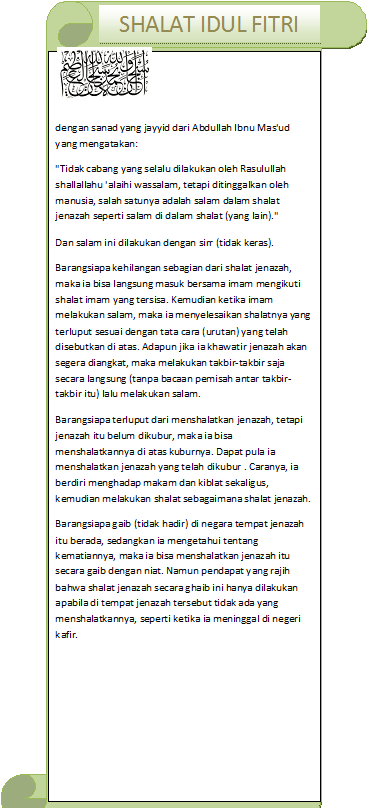 SHALAT IDUL FITRI
dengan sanad yang jayyid dari Abdullah Ibnu Mas'ud
yang mengatakan:
"Tidak cabang yang selalu dilakukan oleh Rasulullah
shallallahu 'alaihi wassalam, tetapi ditinggalkan oleh
manusia, salah satunya adalah salam dalam shalat
jenazah seperti salam di dalam shalat (yang lain)."
Dan salam ini dilakukan dengan sirr (tidak keras).
Barangsiapa kehilangan sebagian dari shalat jenazah,
maka ia bisa langsung masuk bersama imam mengikuti
shalat imam yang tersisa. Kemudian ketika imam
melakukan salam, maka ia menyelesaikan shalatnya yang
terluput sesuai dengan tata cara (urutan) yang telah
disebutkan di atas. Adapun jika ia khawatir jenazah akan
segera diangkat, maka melakukan takbir-takbir saja
secara langsung (tanpa bacaan pemisah antar takbir-
takbir itu) lalu melakukan salam.
Barangsiapa terluput dari menshalatkan jenazah, tetapi
jenazah itu belum dikubur, maka ia bisa
menshalatkannya di atas kuburnya. Dapat pula ia
menshalatkan jenazah yang telah dikubur . Caranya, ia
berdiri menghadap makam dan kiblat sekaligus,
kemudian melakukan shalat sebagaimana shalat jenazah.
Barangsiapa gaib (tidak hadir) di negara tempat jenazah
itu berada, sedangkan ia mengetahui tentang
kematiannya, maka ia bisa menshalatkan jenazah itu
secara gaib dengan niat. Namun pendapat yang rajih
bahwa shalat jenazah secara ghaib ini hanya dilakukan
apabila di tempat jenazah tersebut tidak ada yang
menshalatkannya, seperti ketika ia meninggal di negeri
kafir.